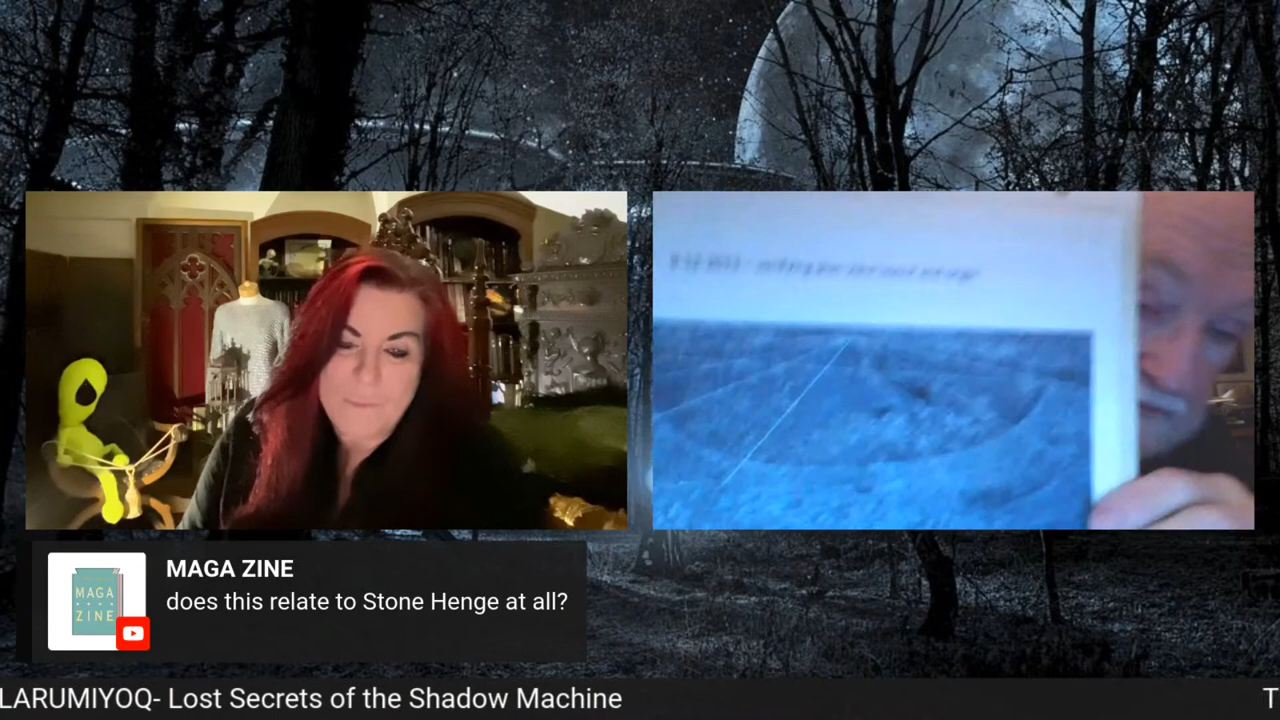 MAGA
ZINE
MAGA ZINE
does this relate to Stone Henge at all?
LARUMIYOQ- Lost Secrets of the Shadow Machine
T